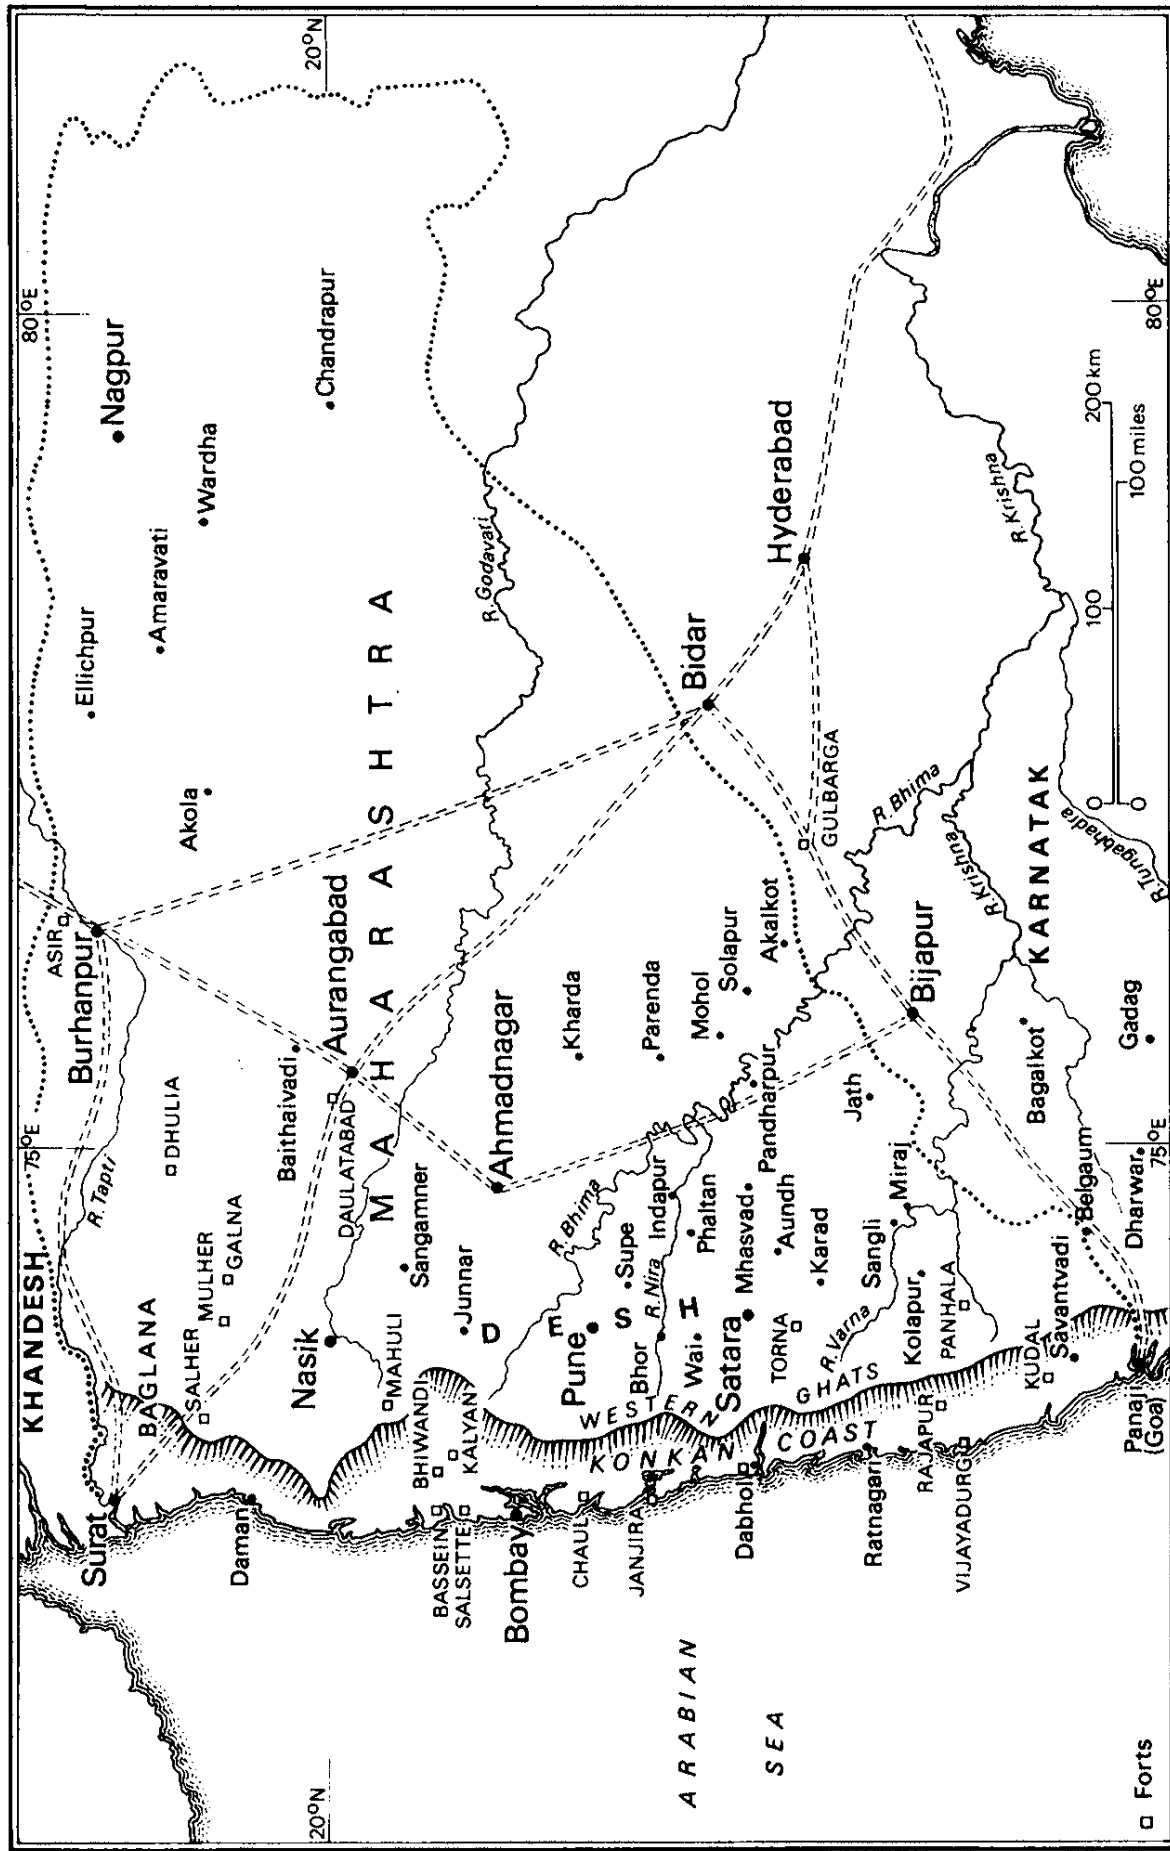 KHANDESH
Surat
BAGLANA
R.Tapti
Burhanpur
ASIR
Ellichpur
Nagpur
80°E
75°E
DHULIA
Amaravati
Wardha
Akola
SALHER
MULHER
GALNA
Daman
Baithaivadi
20°N
20°N
Nasik
DAULATABAD
Aurangabad
Chandrapur
MAHARASHTRA
MAHULI
Sangamner
BHIWANDI
KALYAN
BASSEIN
SALSETTE
Junnar
Ahmadnagar
R.Godavari
Bombay
DESH
R.Bhima
Pune
Kharda
CHAUL
WESTERN
GHATS
KONKAN
COAST
Supe
R.Nira
Indapur
Bhor
Parenda
JANJIRA
Wai
Phaltan
Mohol
Solapur
Bidar
ARABIAN
SEA
Satara
Mhasvad
Pandharpur
Dabhol
Aundh
Akalkot
TORNA
Karad
Hyderabad
GULBARGA
R.Varna
Sangli
Miraj
Jath
Ratnagari
Kolapur
Bijapur
R.Bhima
RAJAPUR
PANHALA
VIJAYADURG
R.Krishna
R.Krishna
KARNATAK
Bagalkot
KUDAL
Savantvadi
Belgaum
R.Tungabhadra
Panaji
(Goa)
Dharwar
Gadag
75°E
80°E
0 100 200 km
0 100 miles
Forts